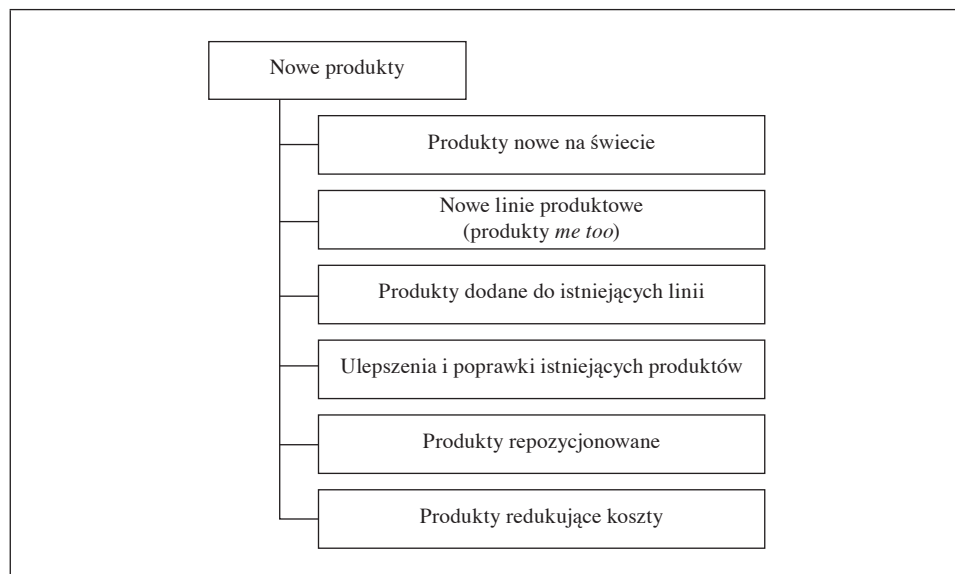 Nowe produkty
Produkty nowe na świecie
Nowe linie produktowe
(produkty me too)
Produkty dodane do istniejących linii
Ulepszenia i poprawki istniejących produktów
Produkty repozycjonowane
Produkty redukujące koszty